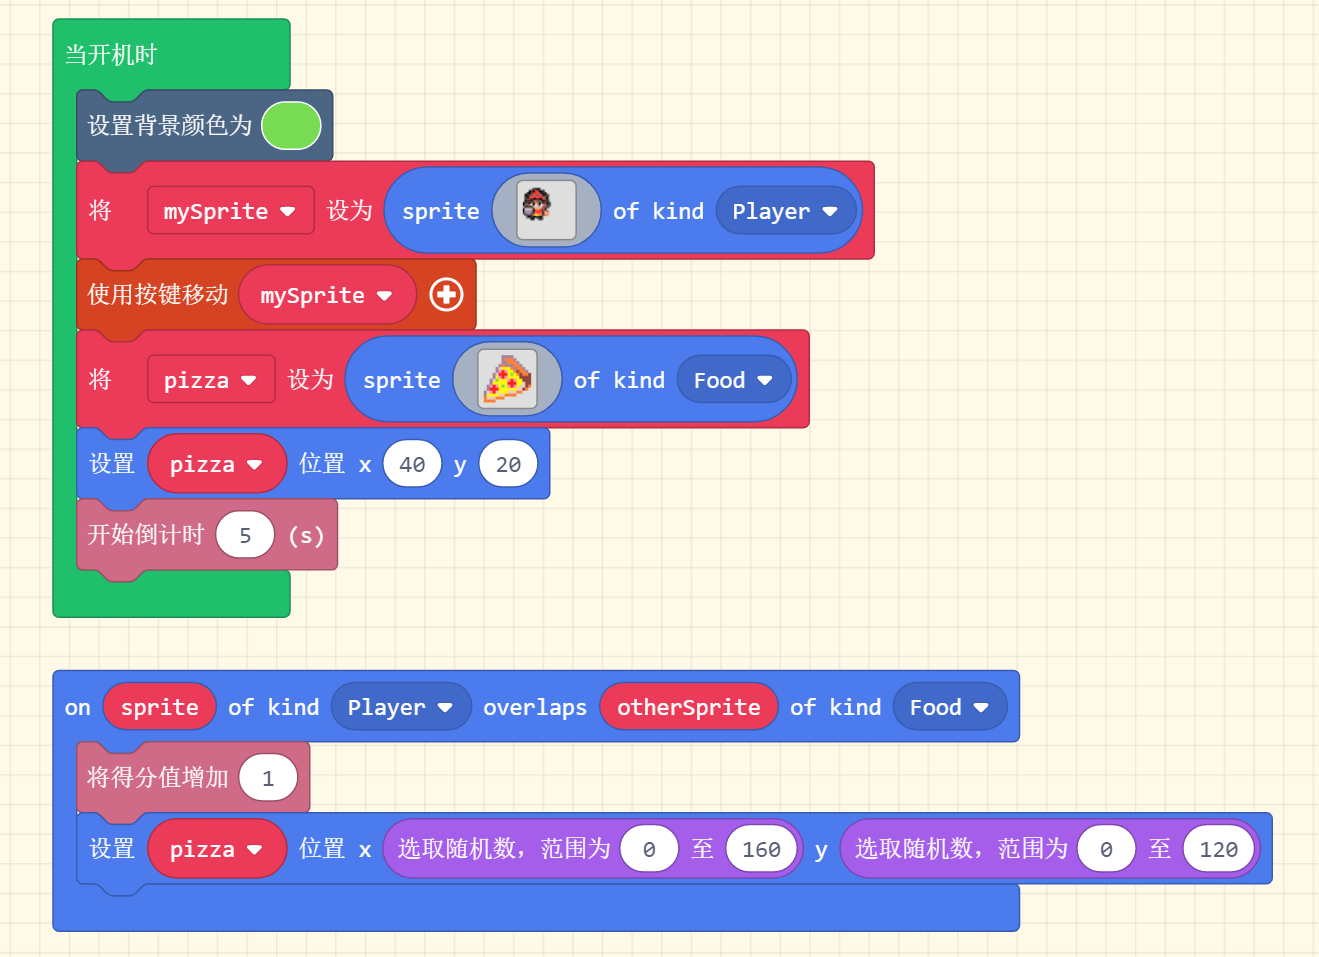 当开机时
设置背景颜色为
将 mySprite 设为 sprite of kind Player
使用按键移动 mySprite
将 pizza 设为 sprite of kind Food
设置 pizza 位置 x 40 y 20
开始倒计时 5 (s)
on sprite of kind Player overlaps otherSprite of kind Food
将得分值增加 1
设置 pizza 位置 x 选取随机数，范围为 0 至 160 y 选取随机数，范围为 0 至 120